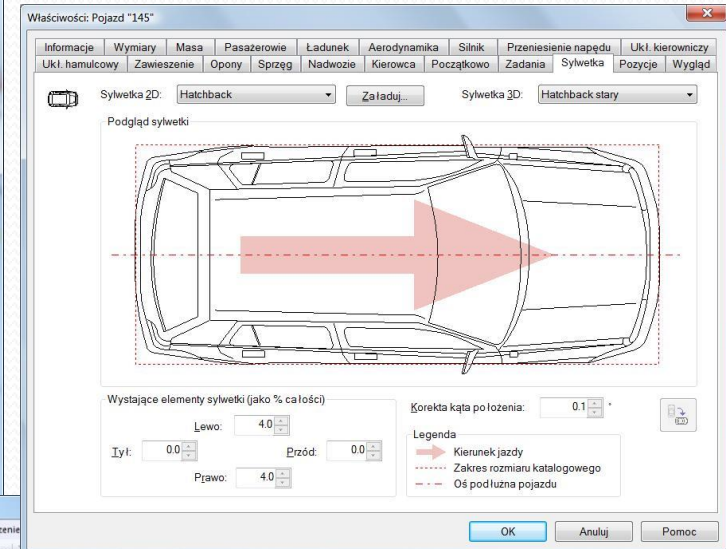 Właściwości: Pojazd "145"
Informacje Wymiary Masa Pasażerowie Ładunek Aerodynamika Silnik Przeniesienie napędu Ukł. kierowniczy
Ukł. hamulcowy Zawieszenie Opony Sprzęg Nadwozie Kierowca Początkowo Zadania Sylwetka Pozycje Wygląd
Sylwetka 2D: Hatchback Załaduj... Sylwetka 3D: Hatchback stary
Podgląd sylwetki
Wystające elementy sylwetki (jako % całości)
Lewo: 4.0
Tył: 0.0 Przód: 0.0
Prawo: 4.0
Korekta kąta położenia: 0.1 °
Legenda
Kierunek jazdy
Zakres rozmiaru katalogowego
Oś podłużna pojazdu
OK Anuluj Pomoc